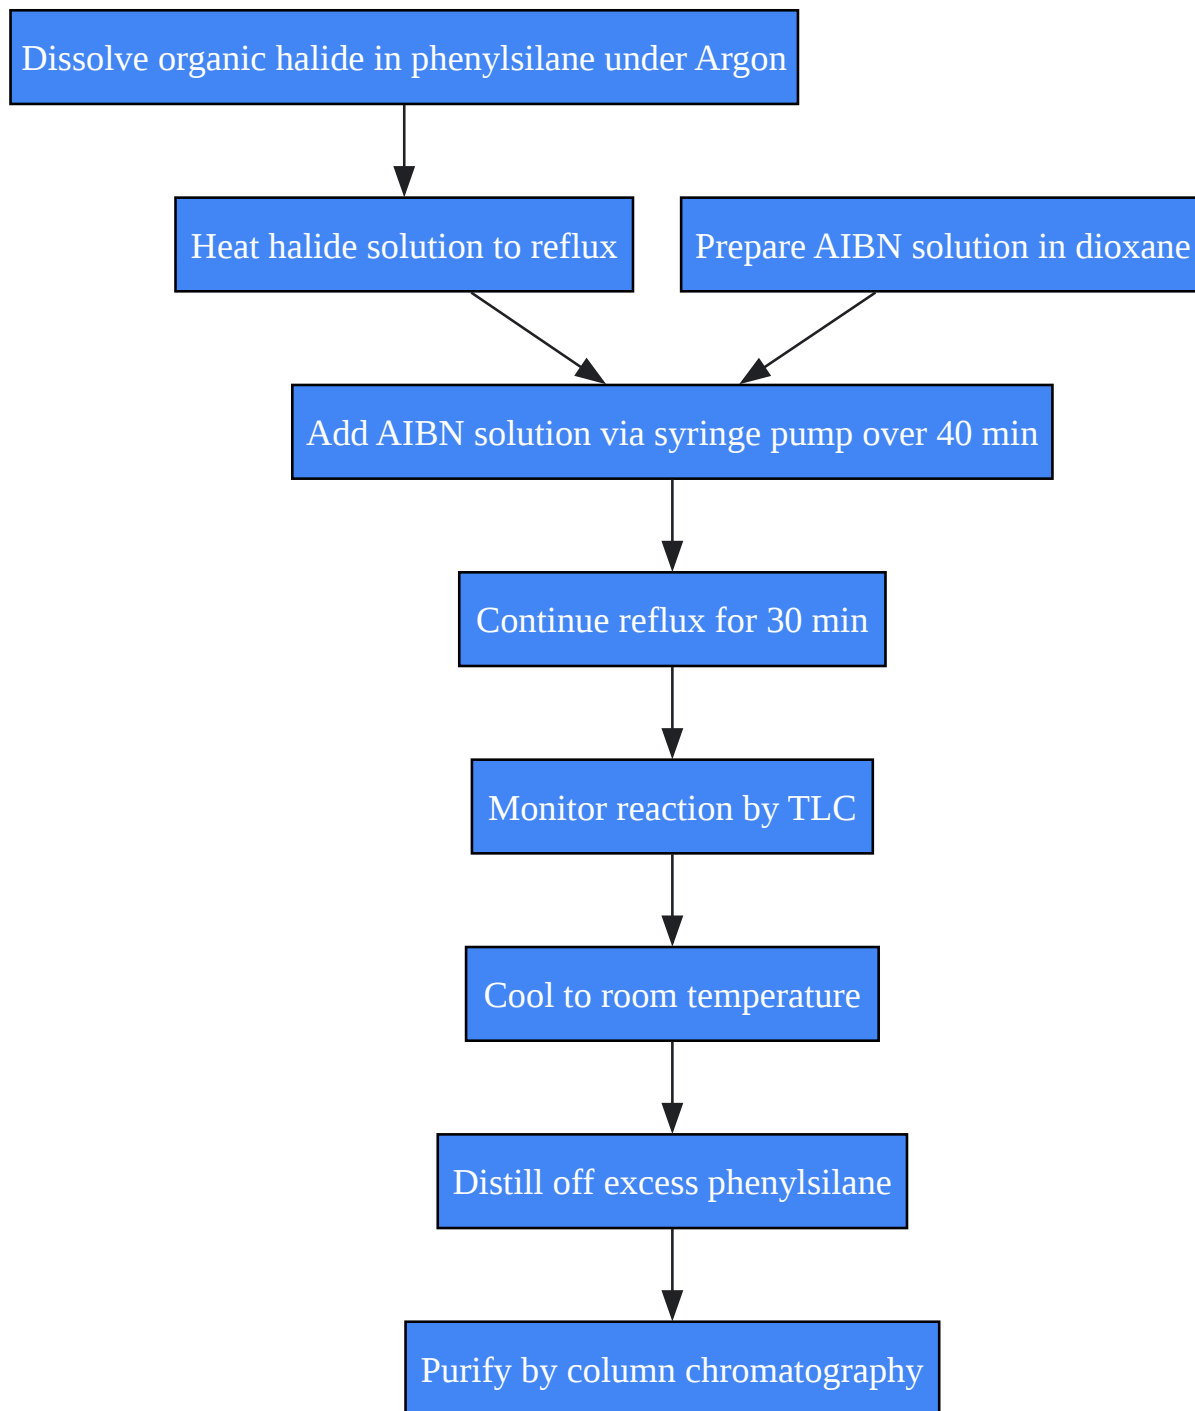 Dissolve organic halide in phenylsilane under Argon
Heat halide solution to reflux
Prepare AIBN solution in dioxane
Add AIBN solution via syringe pump over 40 min
Continue reflux for 30 min
Monitor reaction by TLC
Cool to room temperature
Distill off excess phenylsilane
Purify by column chromatography